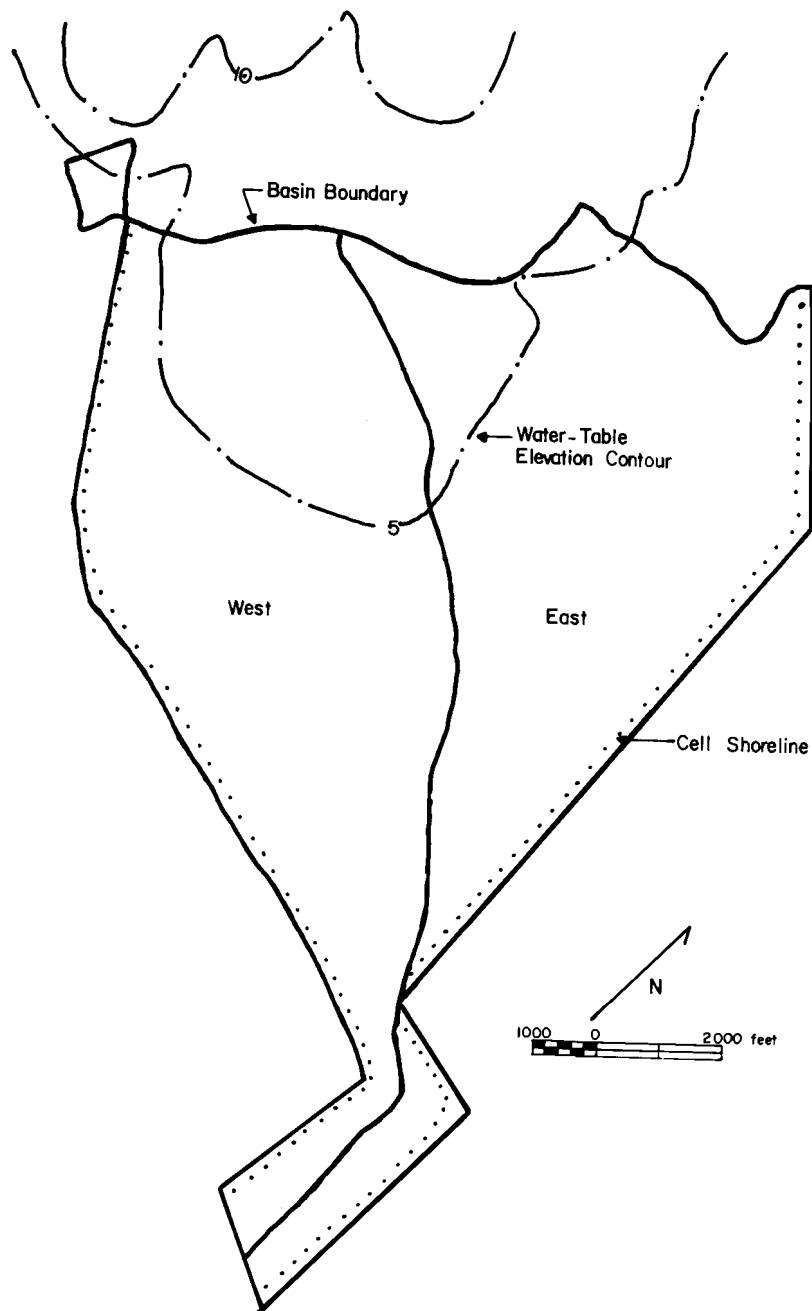 10
Basin Boundary
Water-Table
Elevation Contour
5
West
East
Cell Shoreline
N
1000 0 2000 feet